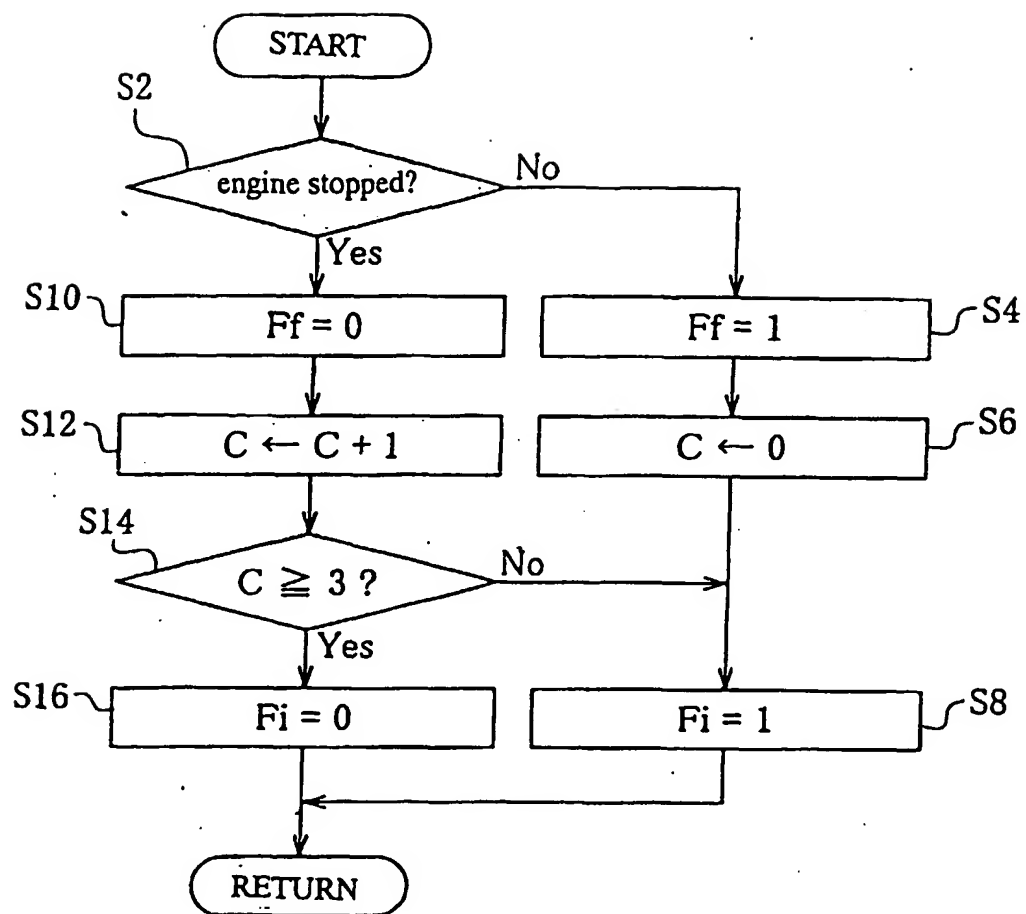 START
S2
engine stopped?
No
Yes
S10
Ff = 0
Ff = 1
S4
S12
C ← C + 1
C ← 0
S6
S14
C ≧ 3 ?
No
Yes
S16
Fi = 0
Fi = 1
S8
RETURN